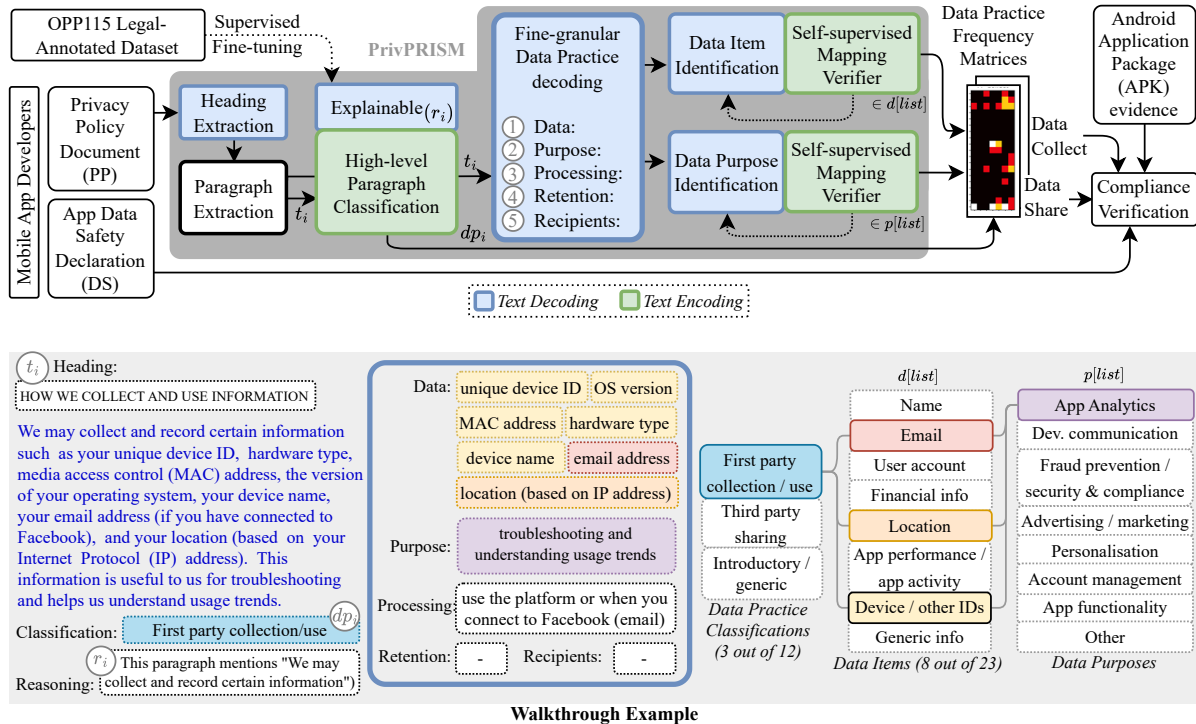 OPP115 Legal-
Annotated Dataset
Supervised
Fine-tuning
PrivPRISM
Mobile App Developers
Privacy
Policy
Document
(PP)
App Data
Safety
Declaration
(DS)
Heading
Extraction
Paragraph
Extraction
t_i
Explainable(r_i)
High-level
Paragraph
Classification
t_i
dp_i
Fine-granular
Data Practice
decoding
1 Data:
2 Purpose:
3 Processing:
4 Retention:
5 Recipients:
Data Item
Identification
Self-supervised
Mapping
Verifier
∈ d[list]
Data Purpose
Identification
Self-supervised
Mapping
Verifier
∈ p[list]
Data Practice
Frequency
Matrices
Data
Collect
Data
Share
Android
Application
Package
(APK)
evidence
Compliance
Verification
Text Decoding
Text Encoding
t_i Heading:
HOW WE COLLECT AND USE INFORMATION
We may collect and record certain information
such as your unique device ID, hardware type,
media access control (MAC) address, the version
of your operating system, your device name,
your email address (if you have connected to
Facebook), and your location (based on your
Internet Protocol (IP) address). This
information is useful to us for troubleshooting
and helps us understand usage trends.
Classification: First party collection/use dp_i
r_i
Reasoning: This paragraph mentions "We may
collect and record certain information")
Data: unique device ID OS version
MAC address hardware type
device name email address
location (based on IP address)
Purpose: troubleshooting and
understanding usage trends
Processing: use the platform or when you
connect to Facebook (email)
Retention: - Recipients: -
First party
collection / use
Third party
sharing
Introductory /
generic
Data Practice
Classifications
(3 out of 12)
d[list]
Name
Email
User account
Financial info
Location
App performance /
app activity
Device / other IDs
Generic info
Data Items (8 out of 23)
p[list]
App Analytics
Dev. communication
Fraud prevention /
security & compliance
Advertising / marketing
Personalisation
Account management
App functionality
Other
Data Purposes
Walkthrough Example